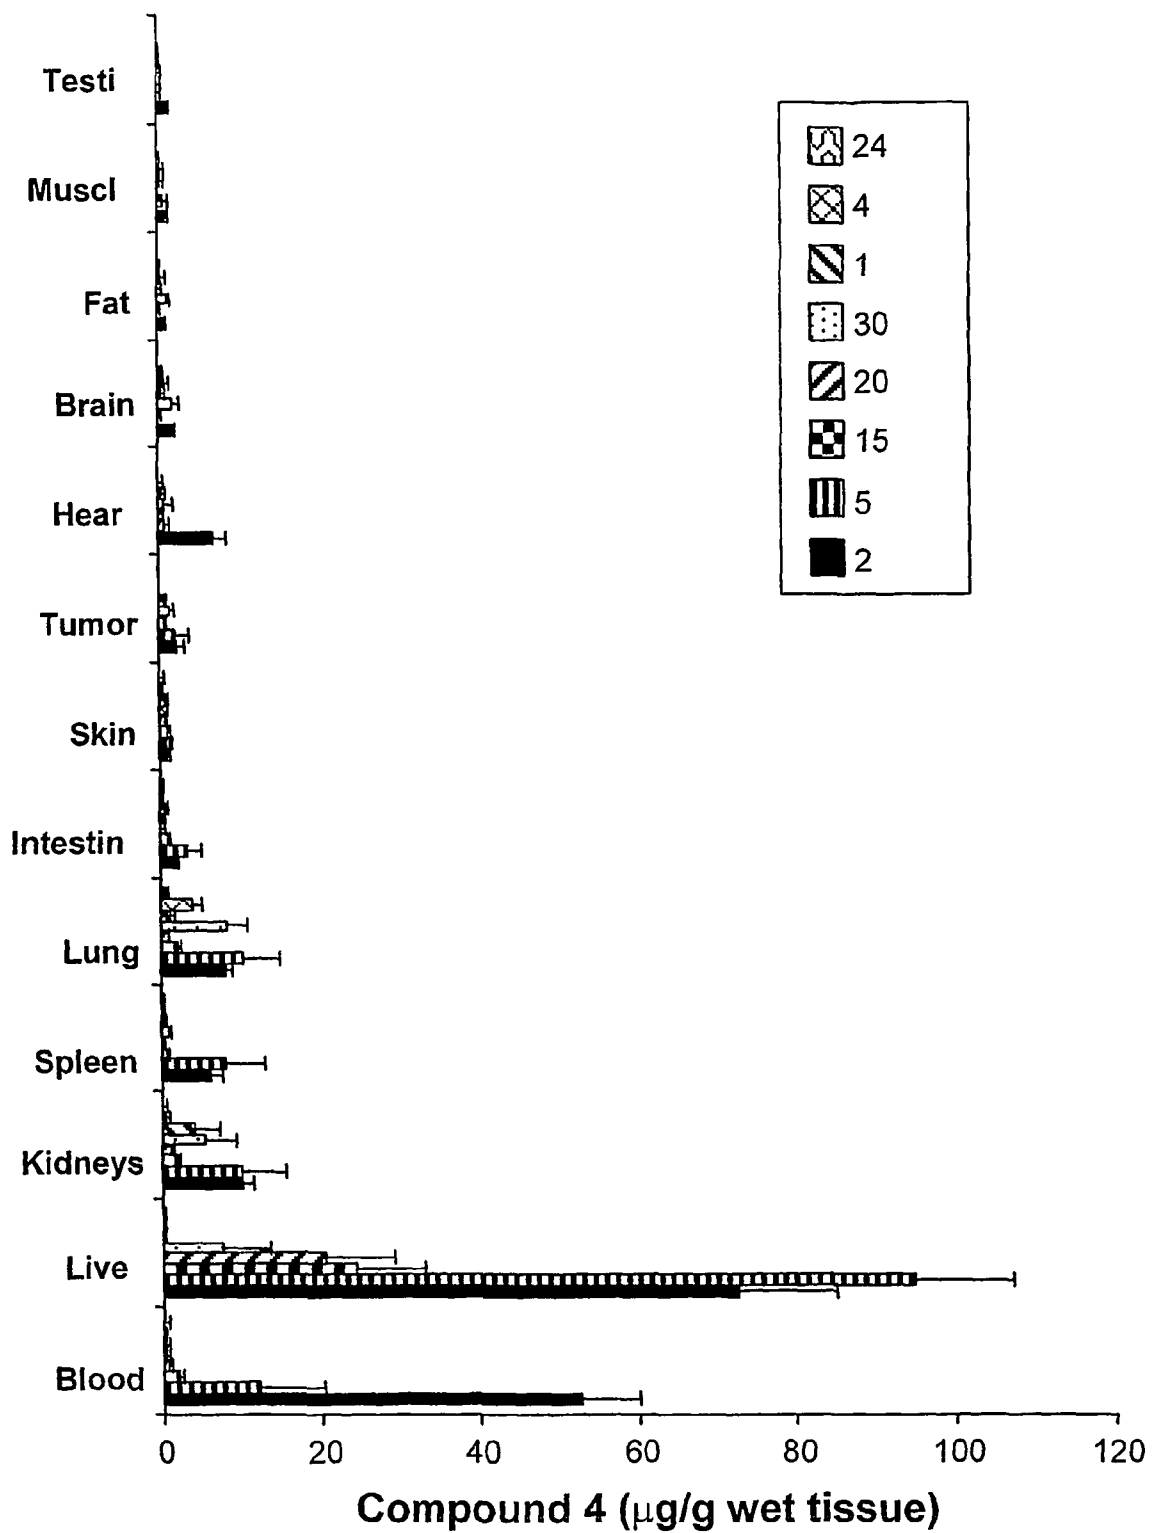 Testi
Muscl
Fat
Brain
Hear
Tumor
Skin
Intestin
Lung
Spleen
Kidneys
Live
Blood
24
4
1
30
20
15
5
2
0 20 40 60 80 100 120
Compound 4 (µg/g wet tissue)